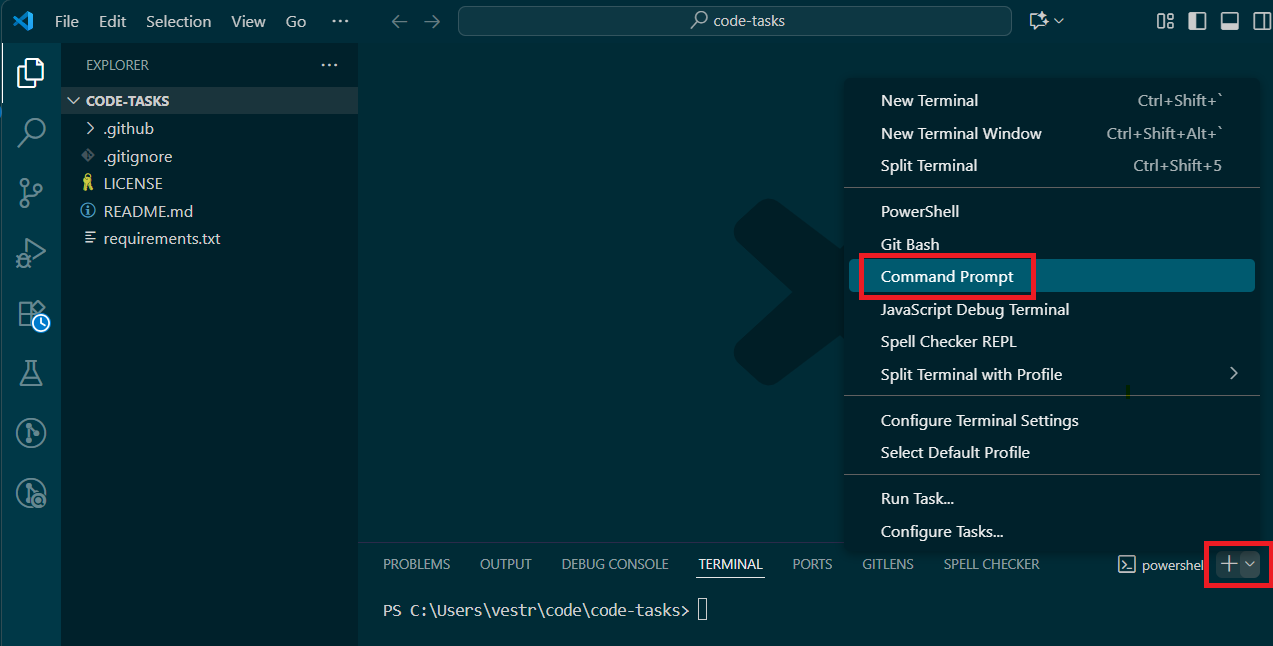 File Edit Selection View Go ···
code-tasks
EXPLORER ···
CODE-TASKS
.github
.gitignore
LICENSE
README.md
requirements.txt
New Terminal Ctrl+Shift+`
New Terminal Window Ctrl+Shift+Alt+`
Split Terminal Ctrl+Shift+5
PowerShell
Git Bash
Command Prompt
JavaScript Debug Terminal
Spell Checker REPL
Split Terminal with Profile
Configure Terminal Settings
Select Default Profile
Run Task...
Configure Tasks...
PROBLEMS OUTPUT DEBUG CONSOLE TERMINAL PORTS GITLENS SPELL CHECKER powershel
PS C:\Users\vestr\code\code-tasks>